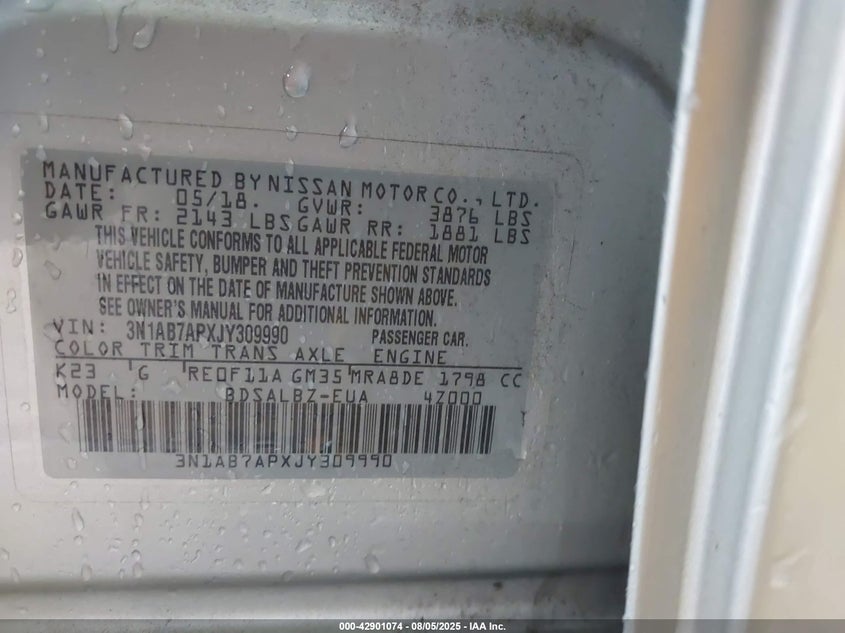 MANUFACTURED BY NISSAN MOTOR CO., LTD.
DATE: 05/18. GVWR: 3876 LBS
GAWR FR: 2143 LBS GAWR RR: 1881 LBS
THIS VEHICLE CONFORMS TO ALL APPLICABLE FEDERAL MOTOR
VEHICLE SAFETY, BUMPER AND THEFT PREVENTION STANDARDS
IN EFFECT ON THE DATE OF MANUFACTURE SHOWN ABOVE.
SEE OWNER'S MANUAL FOR ADDITIONAL INFORMATION.
VIN: 3N1AB7APXJY309990 PASSENGER CAR.
COLOR TRIM TRANS AXLE ENGINE
K23 G RE0F11A GM35 MRA8DE 1798 CC
MODEL: BDSALBZ-EUA 4Z000
3N1AB7APXJY309990
000-42901074 - 08/05/2025 - IAA Inc.